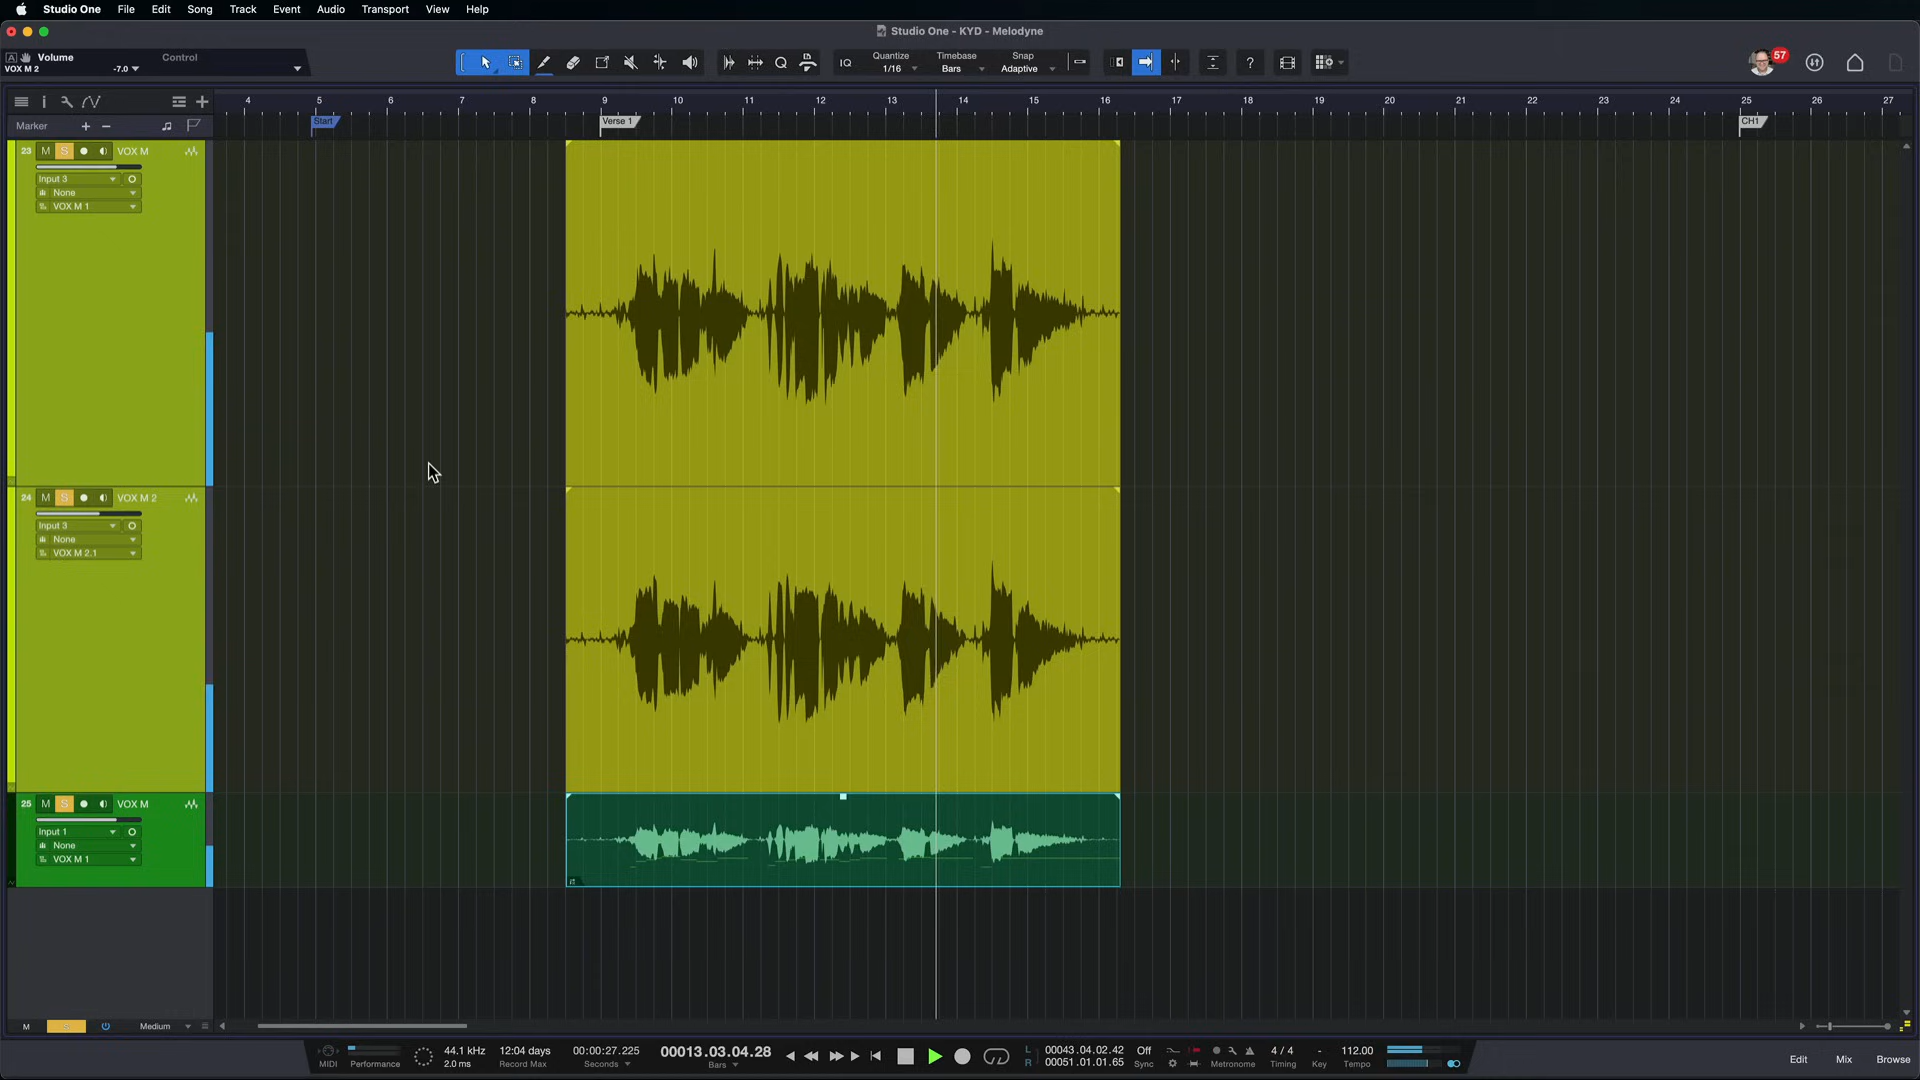 Studio One File Edit Song Track Event Audio Transport View Help
Studio One - KYD - Melodyne
Volume Control
VOX M 2 -7.0
IQ Quantize Timebase Snap
1/16 Bars Adaptive
?
57
4 5 6 7 8 9 10 11 12 13 14 15 16 17 18 19 20 21 22 23 24 25 26 27
Marker + − Start Verse 1 CH1
23 M S VOX M
Input 3
None
VOX M 1
24 M S VOX M 2
Input 3
None
VOX M 2.1
25 M S VOX M
Input 1
None
VOX M 1
M S Medium
MIDI Performance
44.1 kHz 12:04 days 00:00:27.225 00013.03.04.28
2.0 ms Record Max Seconds Bars
L 00043.04.02.42 Off
R 00051.01.01.65 Sync
Metronome
4 / 4 - 112.00
Timing Key Tempo
Edit Mix Browse